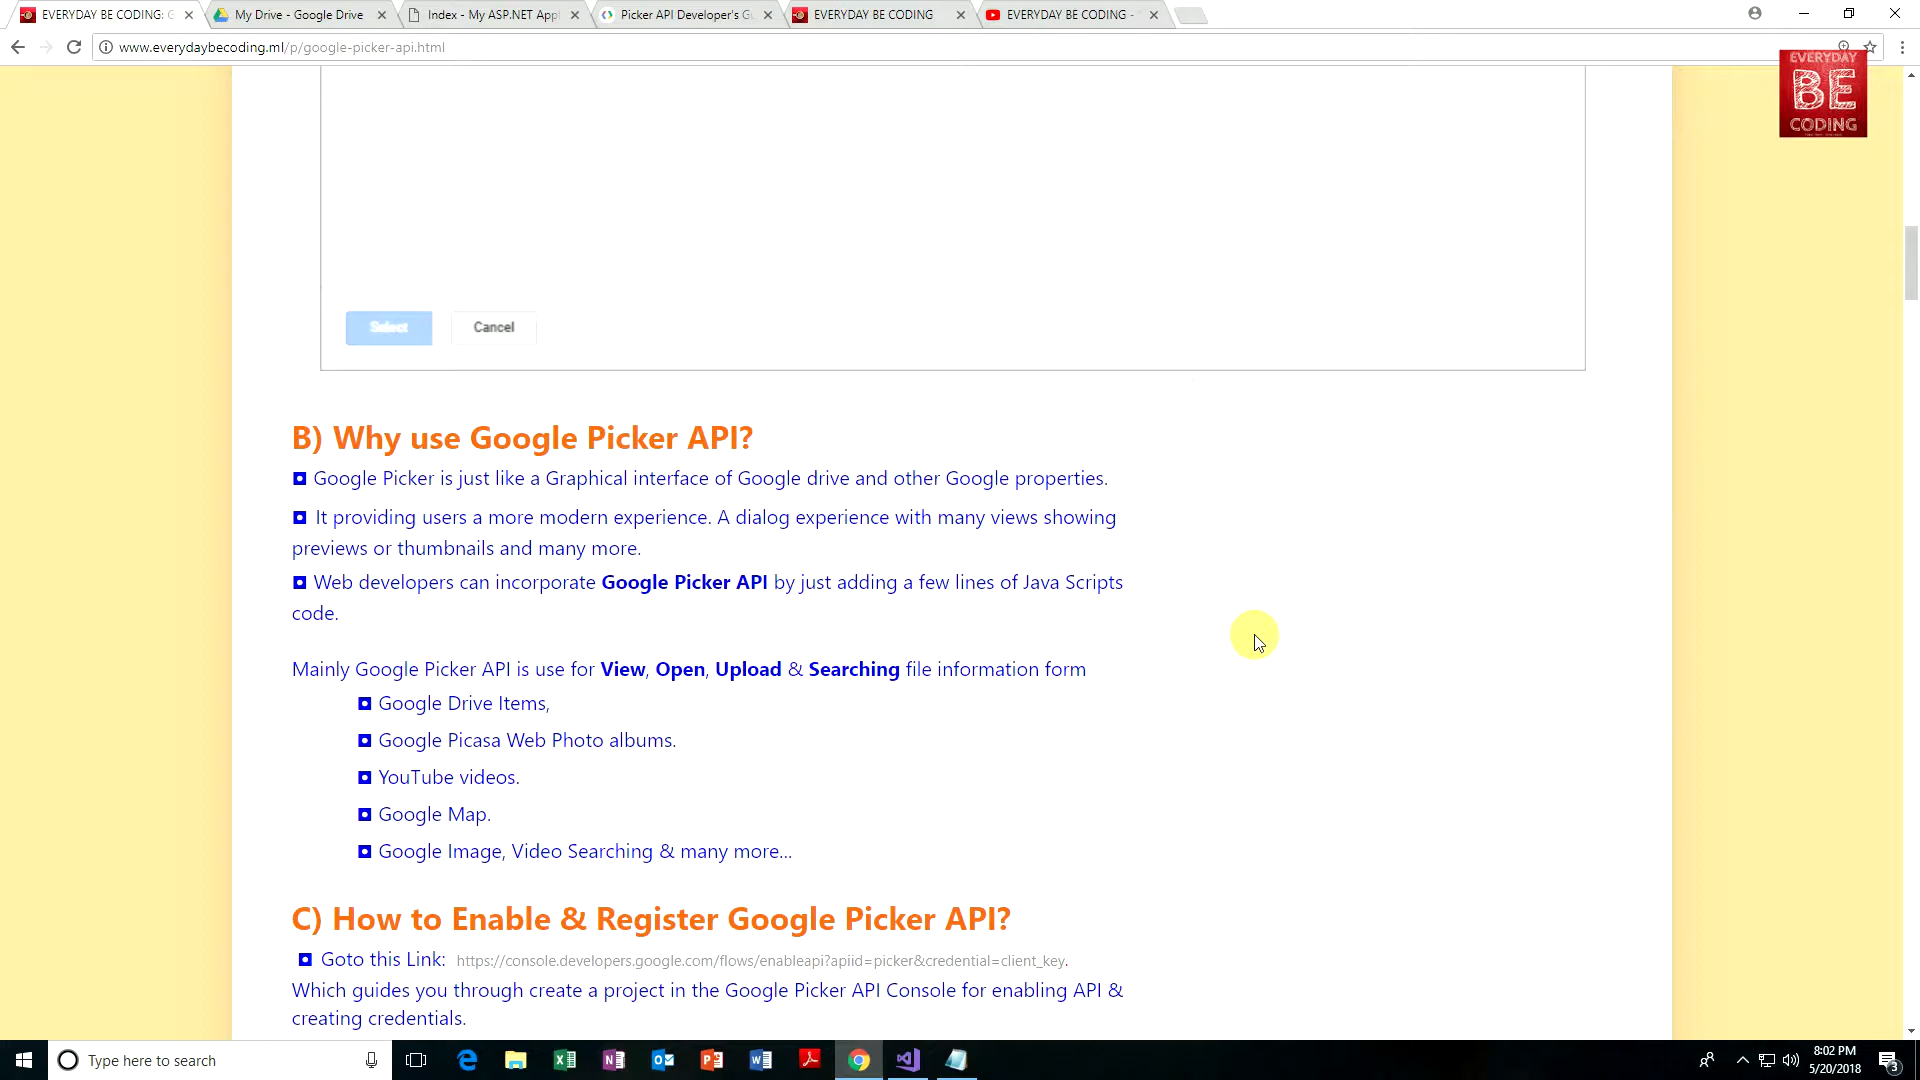 EVERYDAY BE CODING: G
My Drive - Google Drive
Index - My ASP.NET Appl
Picker API Developer's Gu
EVERYDAY BE CODING
EVERYDAY BE CODING -
www.everydaybecoding.ml/p/google-picker-api.html
EVERYDAY
BE
CODING
Select
Cancel
B) Why use Google Picker API?
Google Picker is just like a Graphical interface of Google drive and other Google properties.
It providing users a more modern experience. A dialog experience with many views showing
previews or thumbnails and many more.
Web developers can incorporate Google Picker API by just adding a few lines of Java Scripts
code.
Mainly Google Picker API is use for View, Open, Upload & Searching file information form
Google Drive Items,
Google Picasa Web Photo albums.
YouTube videos.
Google Map.
Google Image, Video Searching & many more...
C) How to Enable & Register Google Picker API?
Goto this Link: https://console.developers.google.com/flows/enableapi?apiid=picker&credential=client_key.
Which guides you through create a project in the Google Picker API Console for enabling API &
creating credentials.
Type here to search
8:02 PM
5/20/2018
3